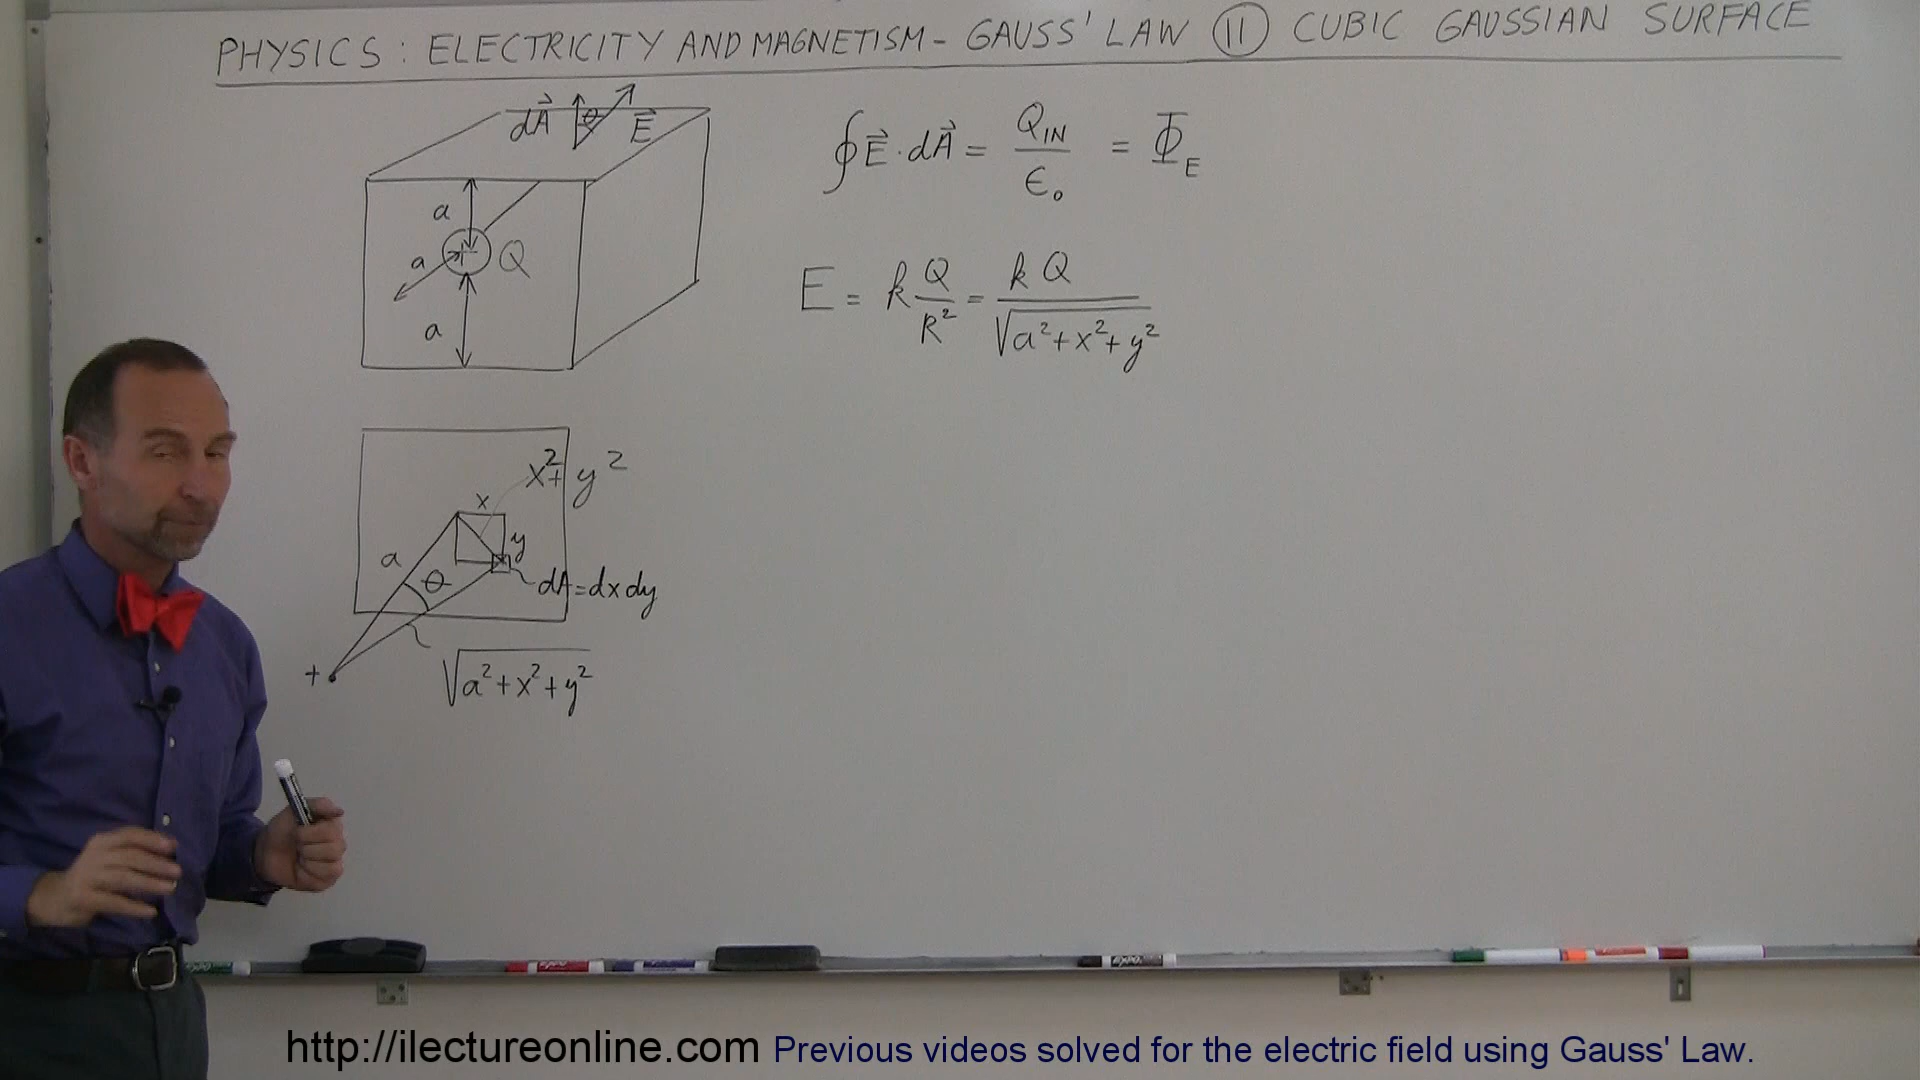 PHYSICS: ELECTRICITY AND MAGNETISM - GAUSS' LAW ⑪ CUBIC GAUSSIAN SURFACE
dA⃗ θ E⃗
∮E⃗·dA⃗ = Q_IN / ϵ₀ = Φ_E
a
a + Q
a
E = k Q/R² = kQ / √(a²+x²+y²)
x²+y²
x
y
a θ
dA=dxdy
+
√(a²+x²+y²)
EXPO
http://ilectureonline.com Previous videos solved for the electric field using Gauss' Law.